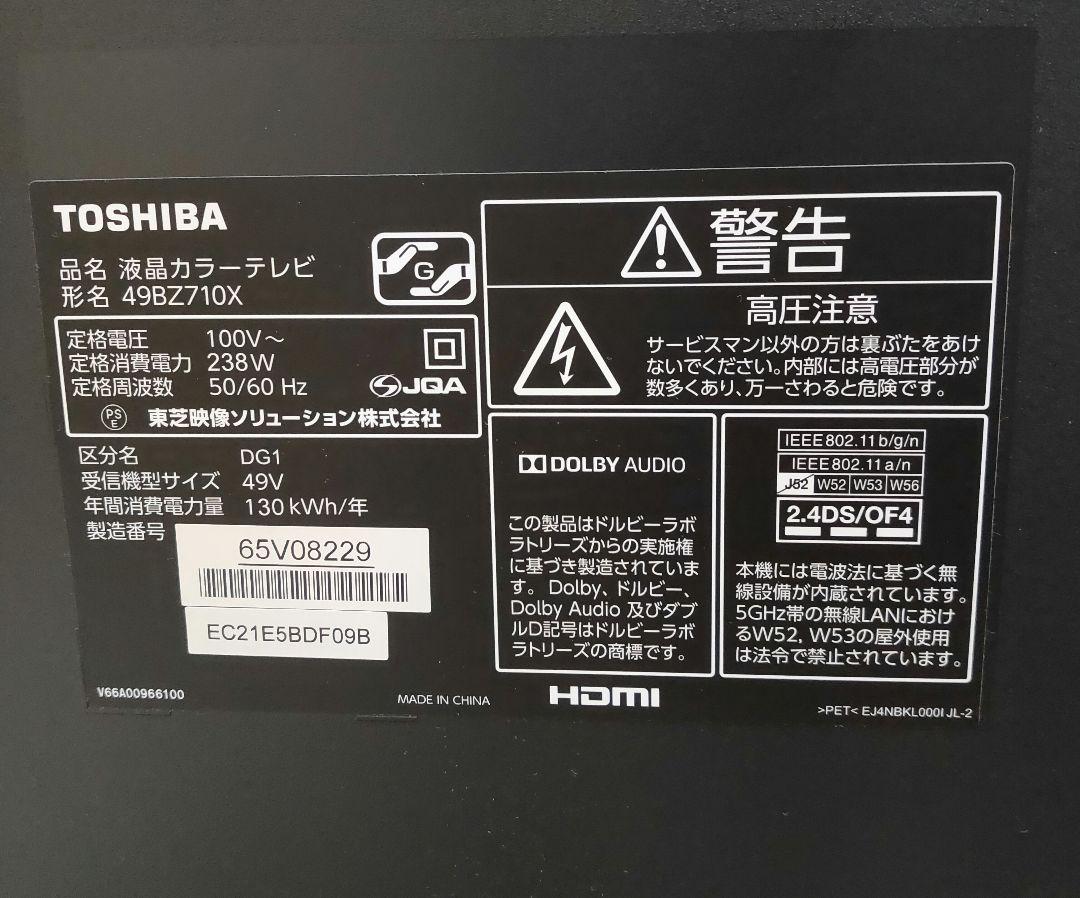 TOSHIBA
品名 液晶カラーテレビ
形名 49BZ710X
G
定格電圧 100V～
定格消費電力 238W
定格周波数 50/60 Hz
JQA
PS
E
東芝映像ソリューション株式会社
区分名 DG1
受信機型サイズ 49V
年間消費電力量 130kWh/年
製造番号
65V08229
EC21E5BDF09B
V66A00966100
MADE IN CHINA
警告
高圧注意
サービスマン以外の方は裏ぶたをあけ
ないでください。内部には高電圧部分が
数多くあり、万一さわると危険です。
DOLBY AUDIO
この製品はドルビーラボ
ラトリーズからの実施権
に基づき製造されていま
す。Dolby、ドルビー、
Dolby Audio 及びダブ
ルD記号はドルビーラボ
ラトリーズの商標です。
HDMI
IEEE802.11b/g/n
IEEE802.11a/n
J52 W52 W53 W56
2.4DS/OF4
本機には電波法に基づく無
線設備が内蔵されています。
5GHz帯の無線LANにおけ
るW52，W53の屋外使用
は法令で禁止されています。
>PET< EJ4NBKL0001 JL-2